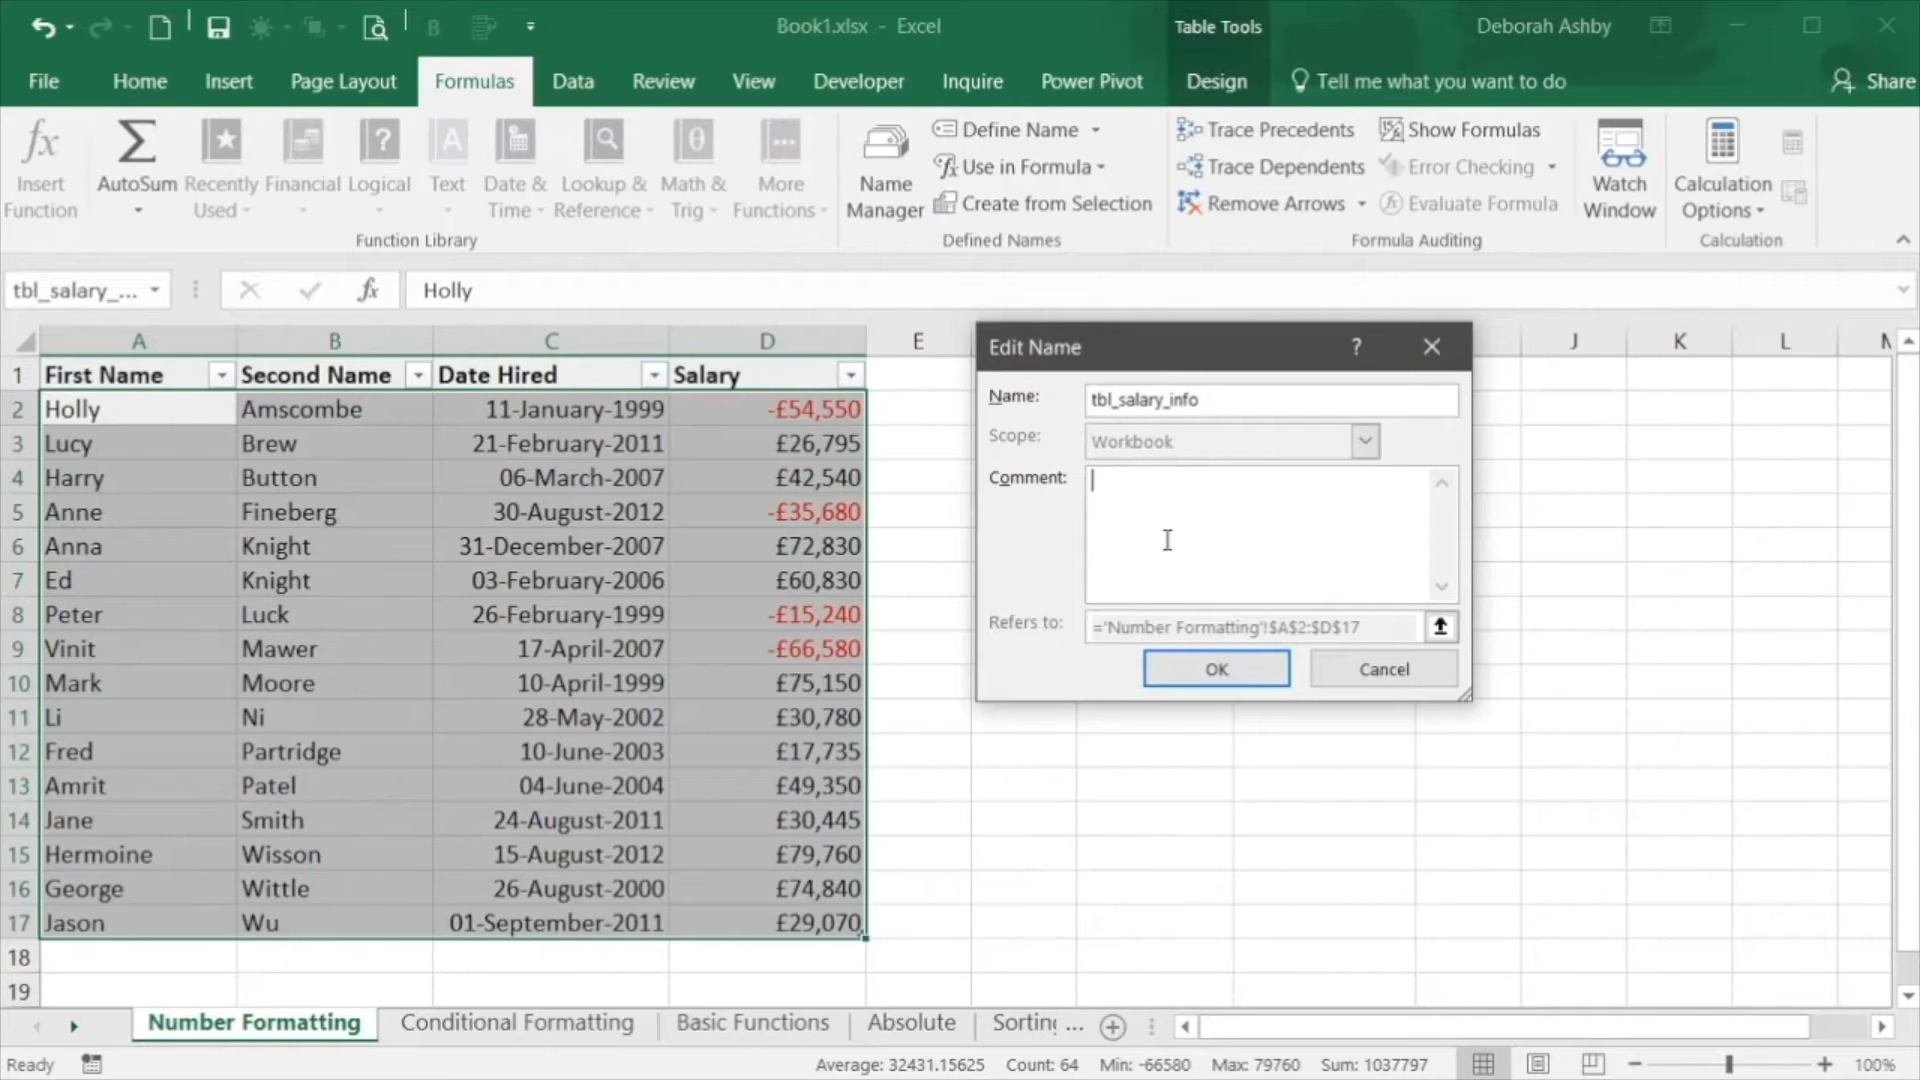 Book1.xlsx - Excel
Table Tools
Deborah Ashby
File Home Insert Page Layout Formulas Data Review View Developer Inquire Power Pivot Design Tell me what you want to do Share
Insert Function
AutoSum
Recently Used
Financial
Logical
Text
Date & Time
Lookup & Reference
Math & Trig
More Functions
Function Library
Name Manager
Define Name
Use in Formula
Create from Selection
Defined Names
Trace Precedents
Trace Dependents
Remove Arrows
Show Formulas
Error Checking
Evaluate Formula
Formula Auditing
Watch Window
Calculation Options
Calculation
tbl_salary_... fx Holly
A B C D E J K L
1 First Name Second Name Date Hired Salary
2 Holly Amscombe 11-January-1999 -£54,550
3 Lucy Brew 21-February-2011 £26,795
4 Harry Button 06-March-2007 £42,540
5 Anne Fineberg 30-August-2012 -£35,680
6 Anna Knight 31-December-2007 £72,830
7 Ed Knight 03-February-2006 £60,830
8 Peter Luck 26-February-1999 -£15,240
9 Vinit Mawer 17-April-2007 -£66,580
10 Mark Moore 10-April-1999 £75,150
11 Li Ni 28-May-2002 £30,780
12 Fred Partridge 10-June-2003 £17,735
13 Amrit Patel 04-June-2004 £49,350
14 Jane Smith 24-August-2011 £30,445
15 Hermoine Wisson 15-August-2012 £79,760
16 George Wittle 26-August-2000 £74,840
17 Jason Wu 01-September-2011 £29,070
18
19
Edit Name ?
Name: tbl_salary_info
Scope: Workbook
Comment:
Refers to: ='Number Formatting'!$A$2:$D$17
OK Cancel
Number Formatting Conditional Formatting Basic Functions Absolute Sortin ...
Ready Average: 32431.15625 Count: 64 Min: -66580 Max: 79760 Sum: 1037797 100%